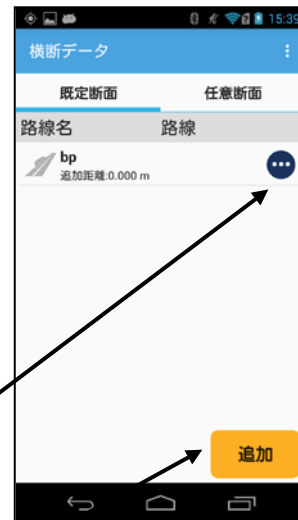 15:39
横断データ
既定断面 任意断面
路線名 路線
bp
追加距離:0.000 m
追加